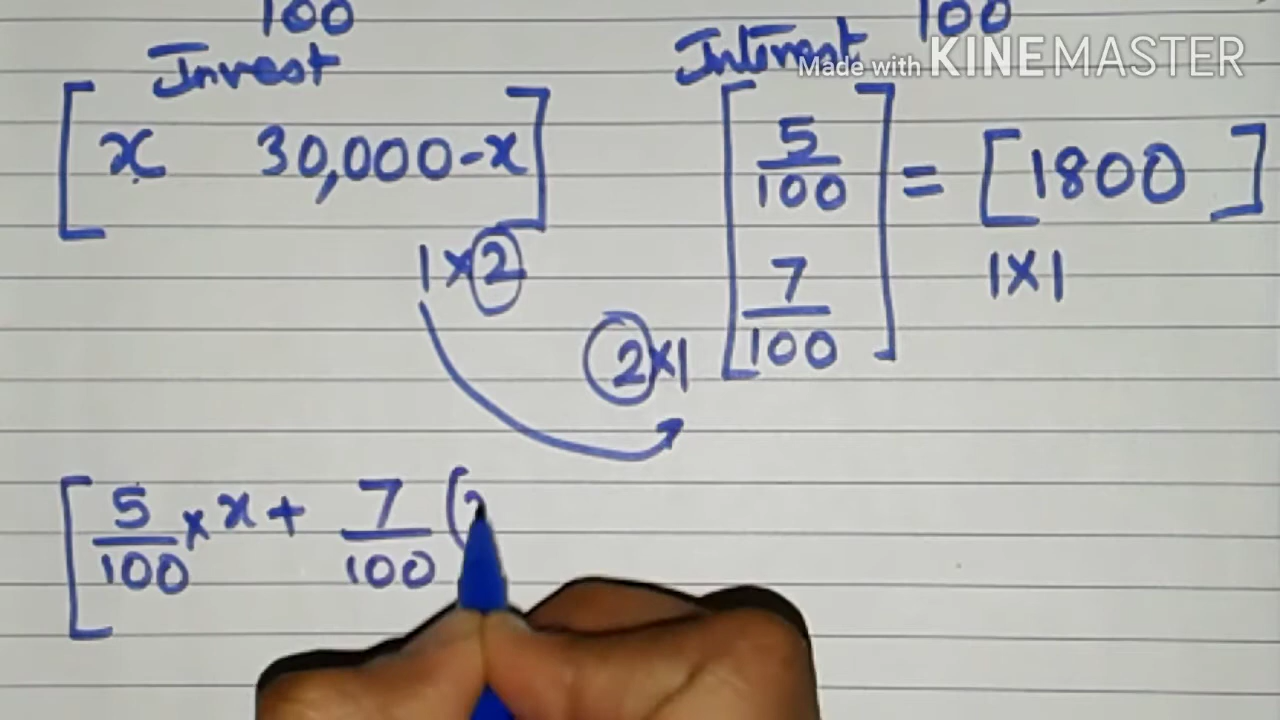 100 100
Invest Interest
Made with KINEMASTER
[x 30,000-x] [5/100 7/100] = [1800]
1×2 2×1 1×1
[5/100 × x + 7/100 (